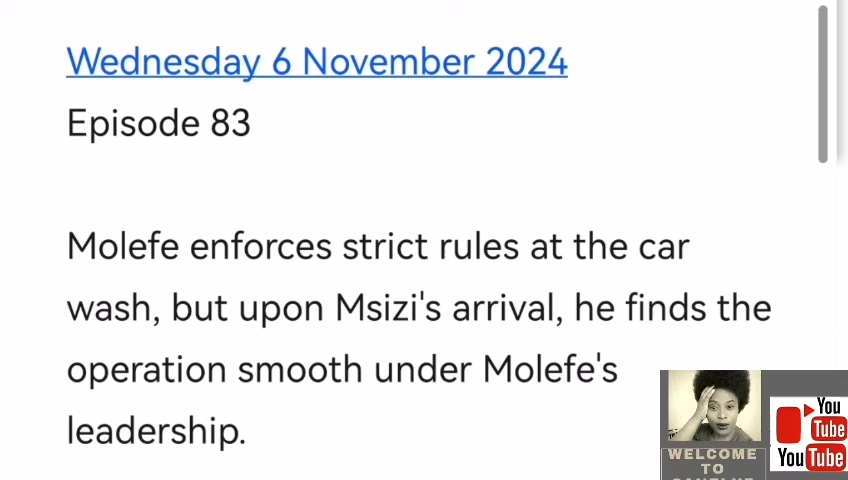 Wednesday 6 November 2024
Episode 83
Molefe enforces strict rules at the car
wash, but upon Msizi's arrival, he finds the
operation smooth under Molefe's
leadership.
You
Tube
YouTube
WELCOME
TO